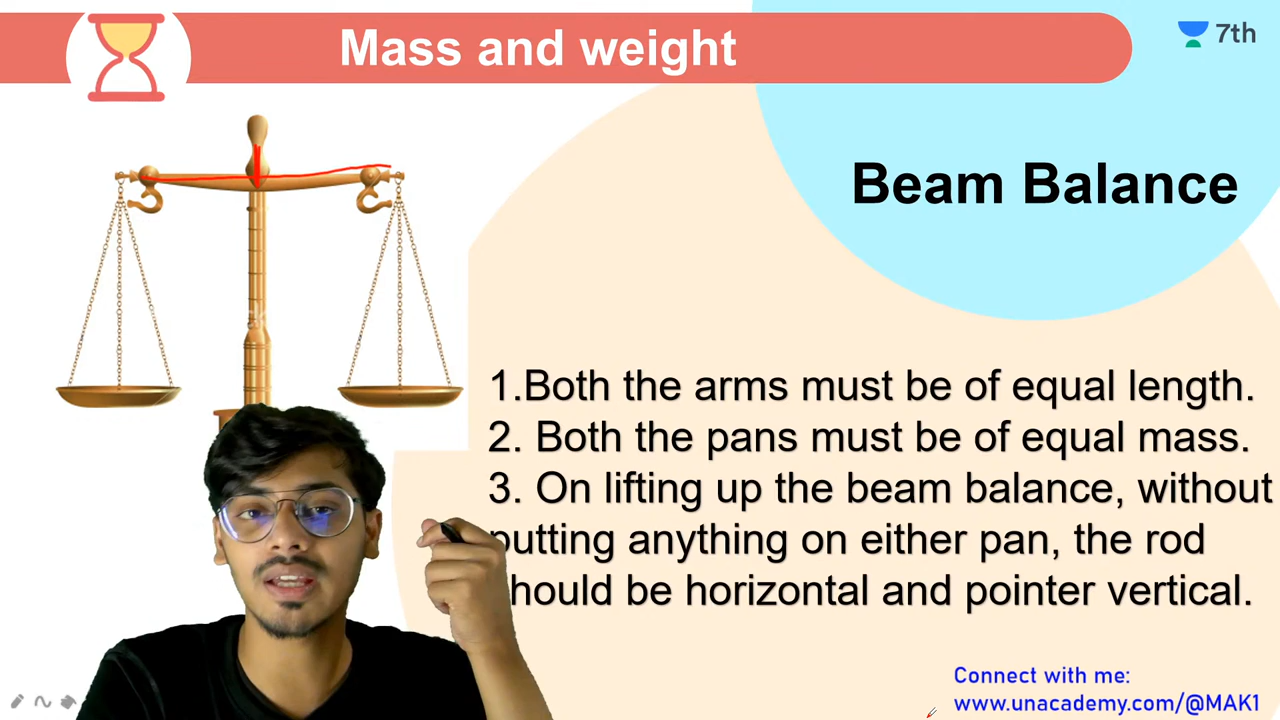 Mass and weight
7th
Beam Balance
1.Both the arms must be of equal length.
2. Both the pans must be of equal mass.
3. On lifting up the beam balance, without
putting anything on either pan, the rod
should be horizontal and pointer vertical.
Connect with me:
www.unacademy.com/@MAK1